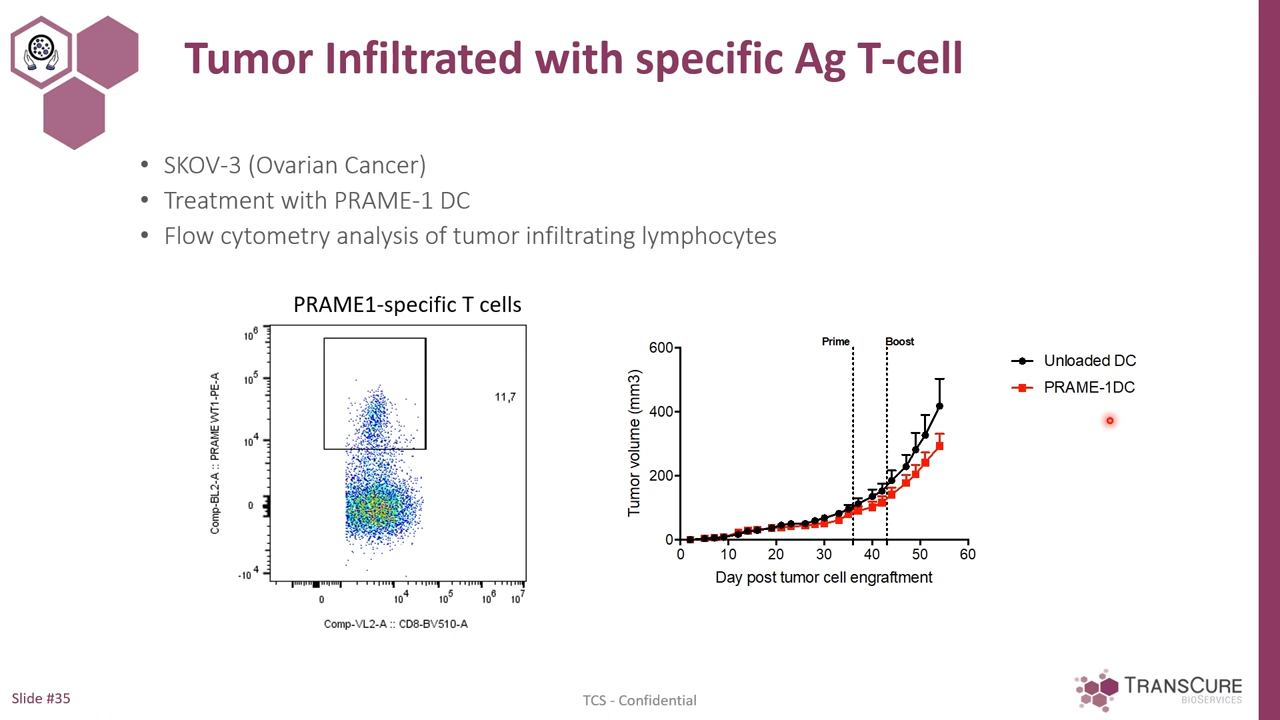 Tumor Infiltrated with specific Ag T-cell
• SKOV-3 (Ovarian Cancer)
• Treatment with PRAME-1 DC
• Flow cytometry analysis of tumor infiltrating lymphocytes
PRAME1-specific T cells
Comp-BL2-A :: PRAME WT1-PE-A
10^6
10^5
10^4
0
-10^4
11,7
0 10^4 10^5 10^6 10^7
Comp-VL2-A :: CD8-BV510-A
Prime Boost
Tumor volume (mm3)
600
400
200
0
0 10 20 30 40 50 60
Day post tumor cell engraftment
Unloaded DC
PRAME-1DC
Slide #35
TCS - Confidential
TRANSCURE
BIOSERVICES